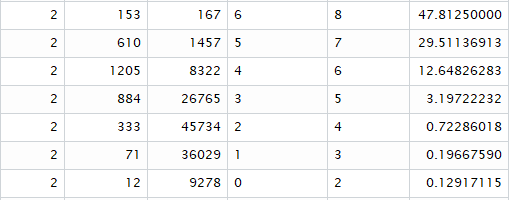 2 153 167 6 8 47.81250000
2 610 1457 5 7 29.51136913
2 1205 8322 4 6 12.64826283
2 884 26765 3 5 3.19722232
2 333 45734 2 4 0.72286018
2 71 36029 1 3 0.19667590
2 12 9278 0 2 0.12917115